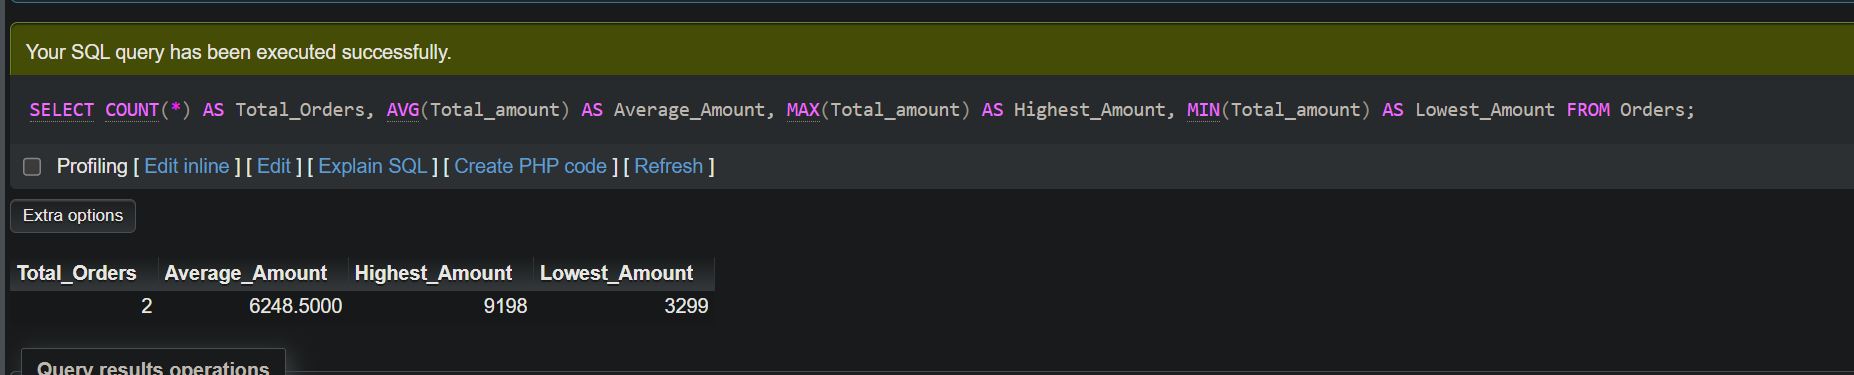 Your SQL query has been executed successfully.
SELECT COUNT(*) AS Total_Orders, AVG(Total_amount) AS Average_Amount, MAX(Total_amount) AS Highest_Amount, MIN(Total_amount) AS Lowest_Amount FROM Orders;
Profiling [ Edit inline ] [ Edit ] [ Explain SQL ] [ Create PHP code ] [ Refresh ]
Extra options
Total_Orders Average_Amount Highest_Amount Lowest_Amount
2 6248.5000 9198 3299
Query results operations